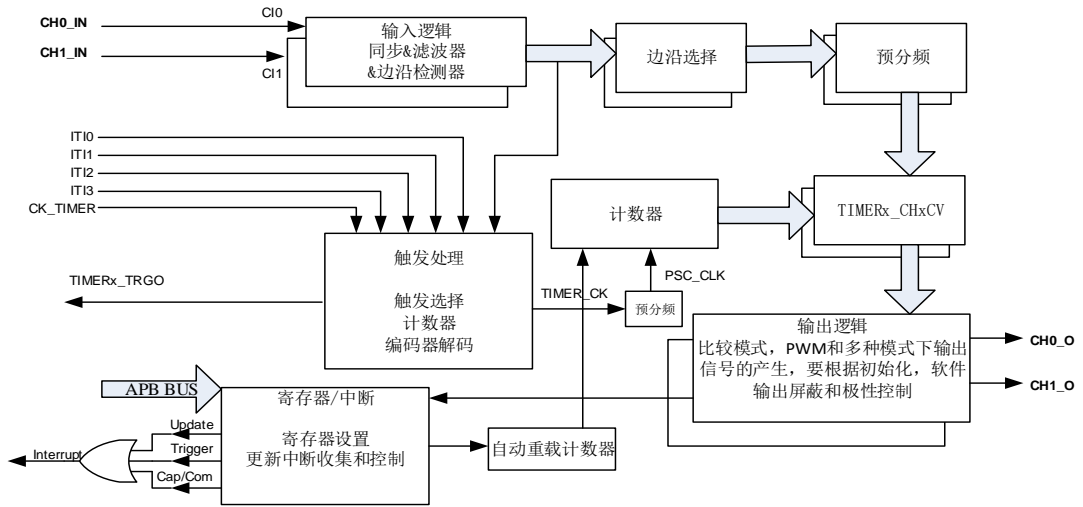 CH0_IN
CI0
CH1_IN
CI1
输入逻辑
同步&滤波器
&边沿检测器
边沿选择
预分频
ITI0
ITI1
ITI2
ITI3
CK_TIMER
计数器
TIMERx_CHxCV
触发处理
触发选择
计数器
编码器解码
TIMERx_TRGO
TIMER_CK
PSC_CLK
预分频
输出逻辑
比较模式，PWM和多种模式下输出
信号的产生，要根据初始化，软件
输出屏蔽和极性控制
CH0_O
CH1_O
APB BUS
寄存器/中断
寄存器设置
更新中断收集和控制
自动重载计数器
Update
Trigger
Cap/Com
Interrupt